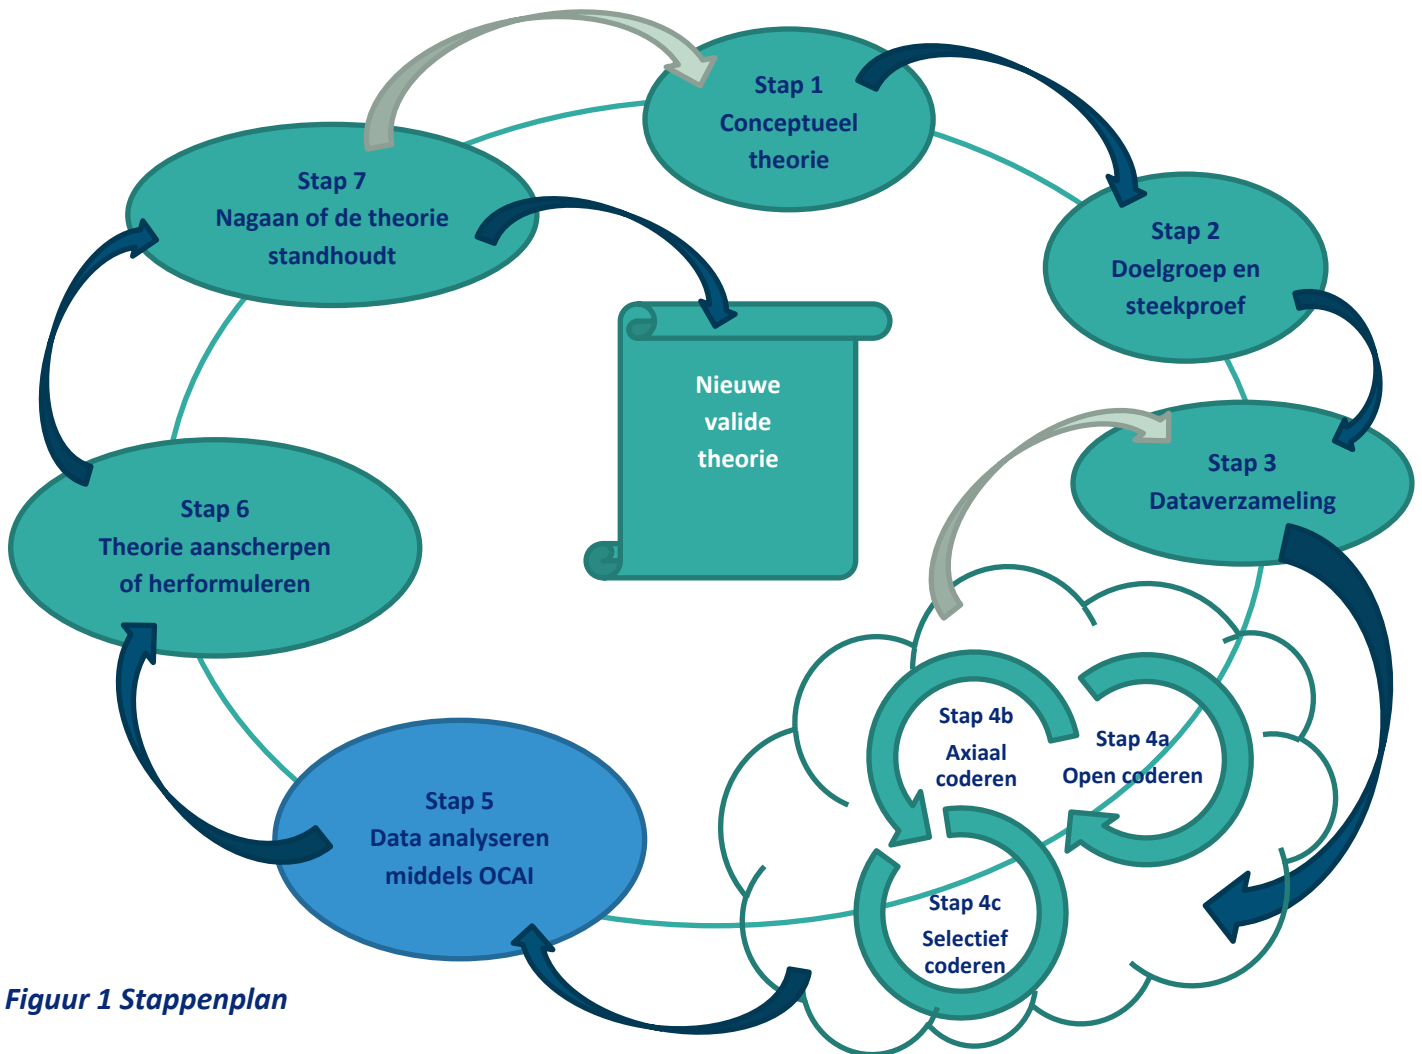 Stap 1
Conceptueel
theorie
Stap 2
Doelgroep en
steekproef
Stap 3
Dataverzameling
Stap 4a
Open coderen
Stap 4b
Axiaal
coderen
Stap 4c
Selectief
coderen
Stap 5
Data analyseren
middels OCAI
Stap 6
Theorie aanscherpen
of herformuleren
Stap 7
Nagaan of de theorie
standhoudt
Nieuwe
valide
theorie
Figuur 1 Stappenplan